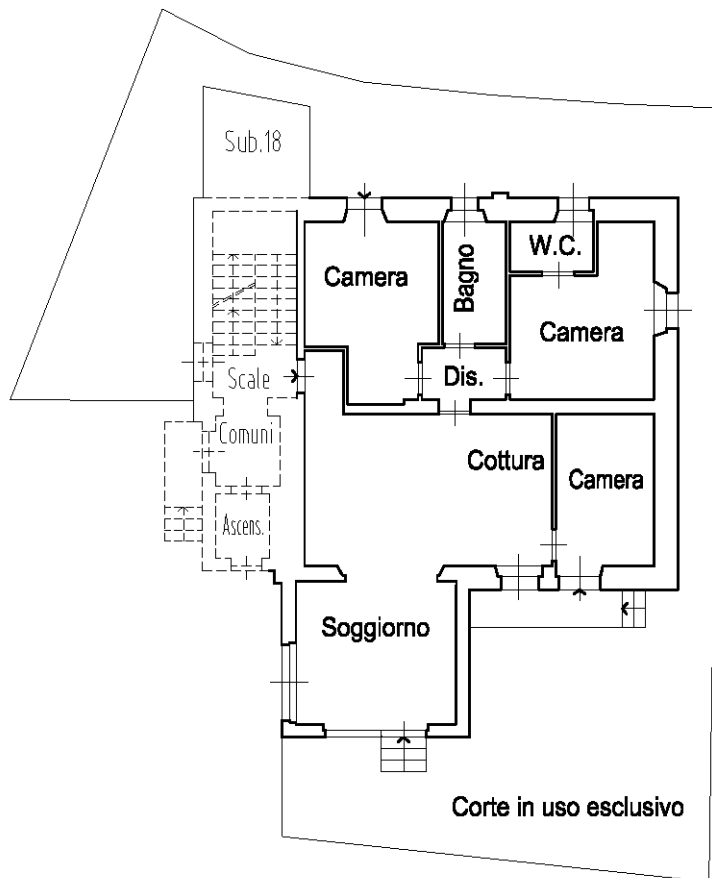 Sub.18
Camera
Bagno
W.C.
Camera
Scale
Dis.
Comuni
Cottura
Camera
Ascens.
Soggiorno
Corte in uso esclusivo